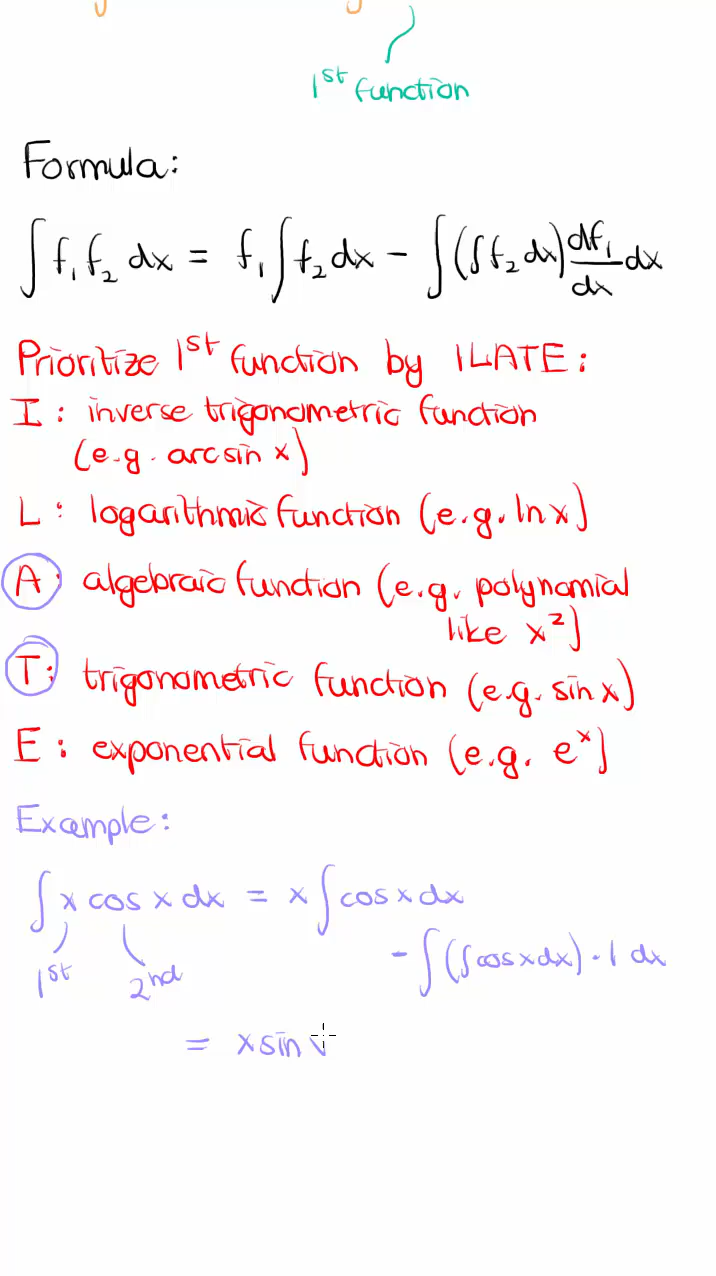 1st function
Formula:
∫ f₁ f₂ dx = f₁ ∫ f₂ dx - ∫ (∫ f₂ dx) df₁/dx dx
Prioritize 1st function by ILATE:
I: inverse trigonometric function
(e.g. arcsin x)
L: logarithmic function (e.g. ln x)
A: algebraic function (e.g. polynomial
like x²)
T: trigonometric function (e.g. sin x)
E: exponential function (e.g. eˣ)
Example:
∫ x cos x dx = x ∫ cos x dx
1st 2nd
- ∫ (∫ cos x dx) · 1 dx
= x sin